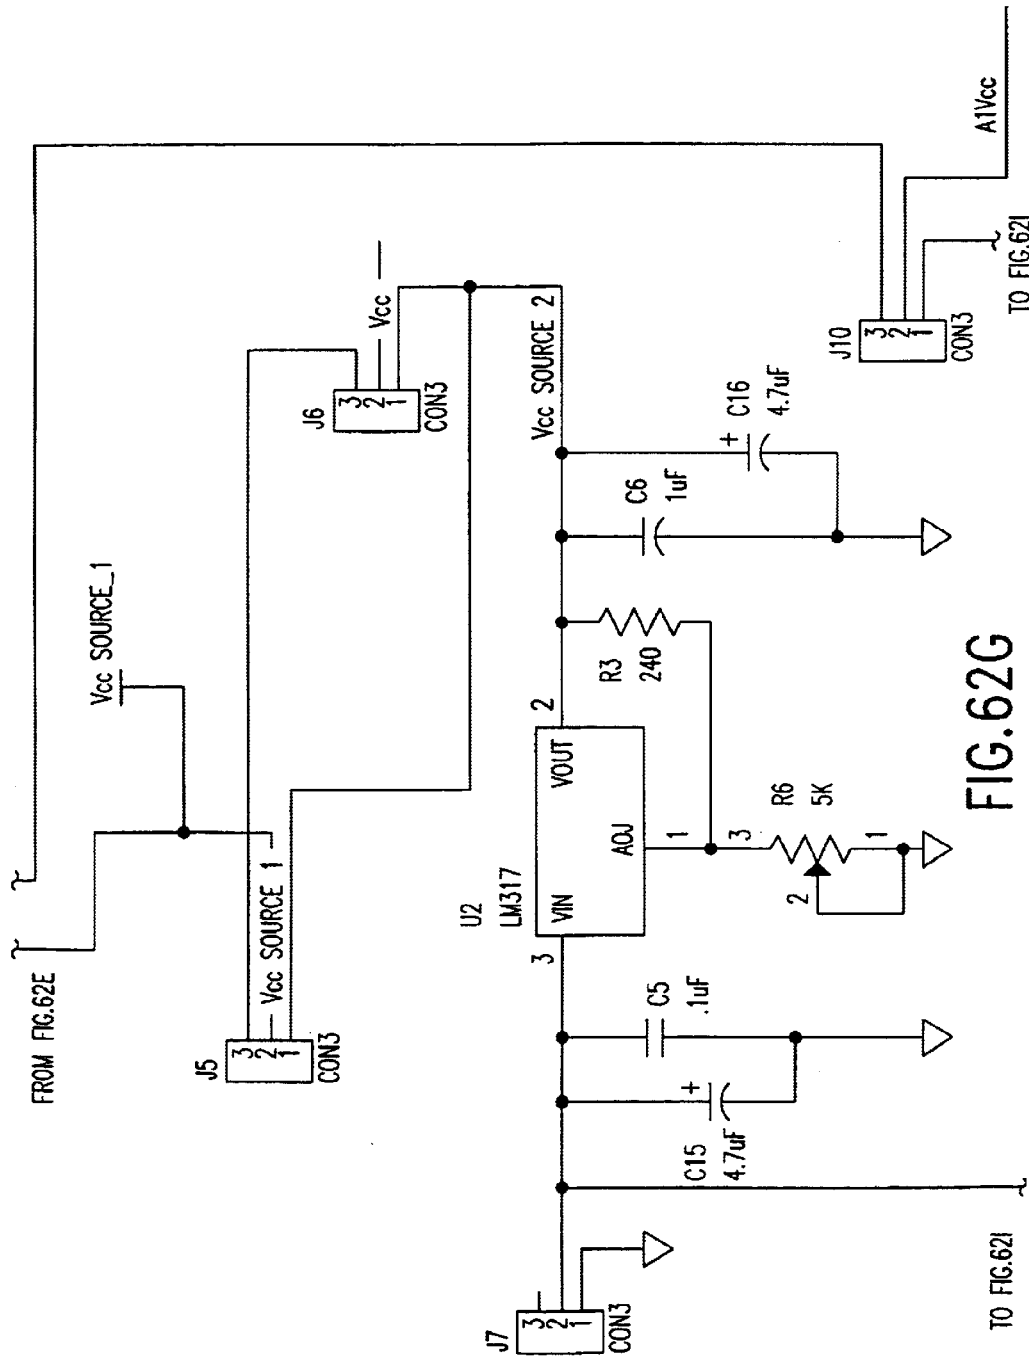 FROM FIG.62E
Vcc SOURCE_1
J5
3
2
1
CON3
Vcc SOURCE 1
J6
3
2
1
CON3
Vcc
Vcc SOURCE 2
J10
3
2
1
CON3
A1Vcc
TO FIG.62I
J7
3
2
1
CON3
TO FIG.62I
C15
4.7uF
+
C5
.1uF
3
U2
LM317
VIN
VOUT
ADJ
2
1
R3
240
3
R6
5K
2
1
C6
1uF
+
C16
4.7uF
FIG.62G